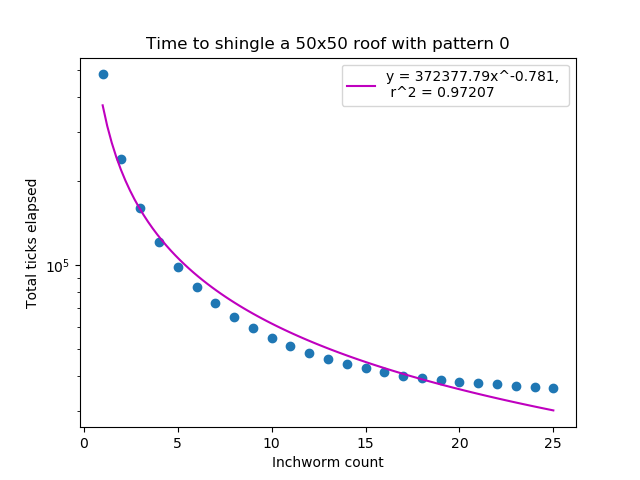 Time to shingle a 50x50 roof with pattern 0
y = 372377.79x^-0.781,
r^2 = 0.97207
Total ticks elapsed
10^5
0 5 10 15 20 25
Inchworm count